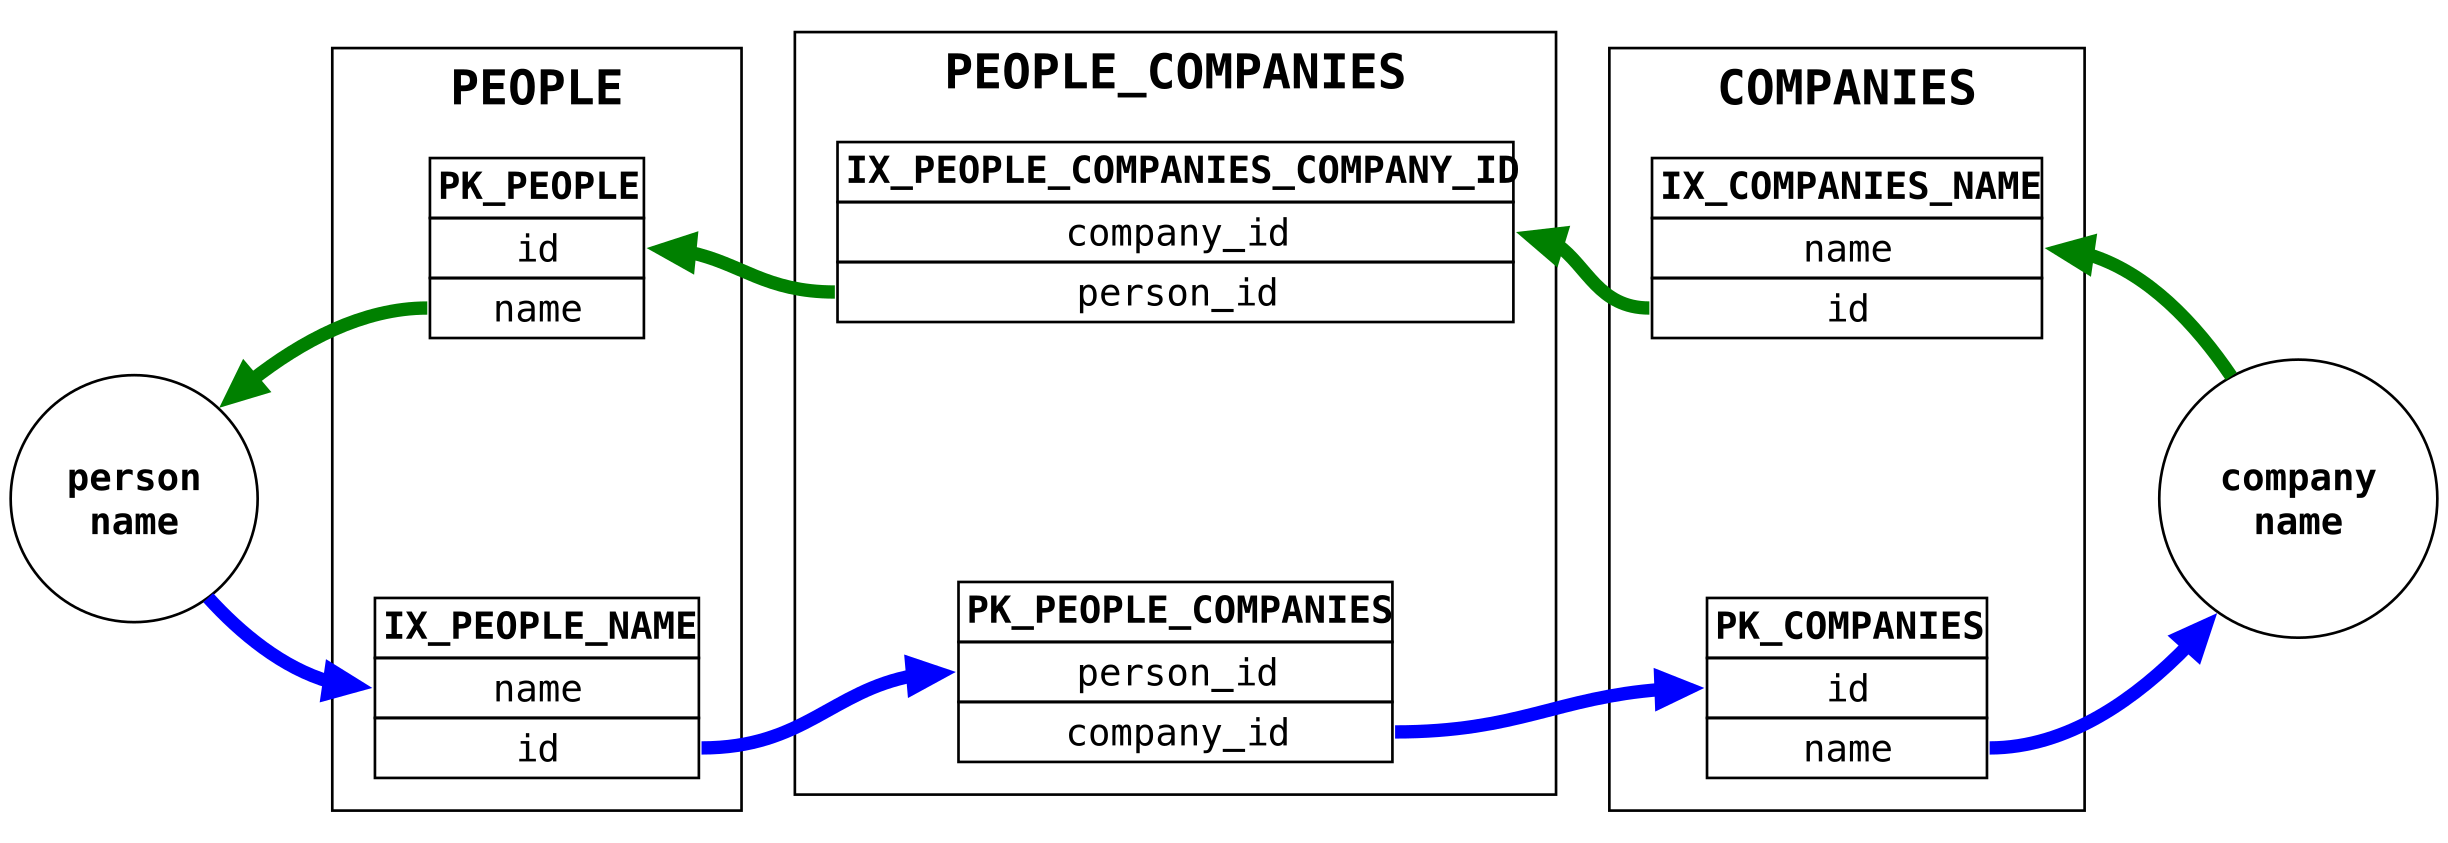 PEOPLE
PK_PEOPLE
id
name
IX_PEOPLE_NAME
name
id
PEOPLE_COMPANIES
IX_PEOPLE_COMPANIES_COMPANY_ID
company_id
person_id
PK_PEOPLE_COMPANIES
person_id
company_id
COMPANIES
IX_COMPANIES_NAME
name
id
PK_COMPANIES
id
name
person
name
company
name